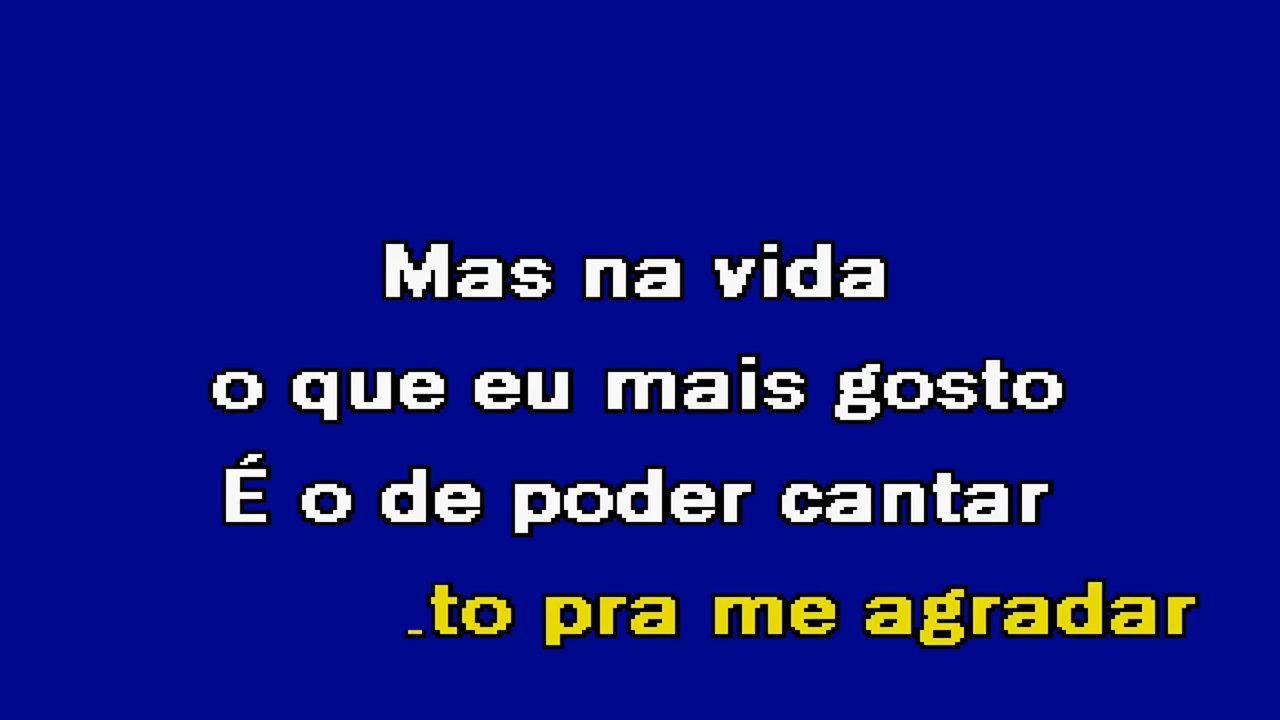 Mas na vida
o que eu mais gosto
É o de poder cantar
to pra me agradar